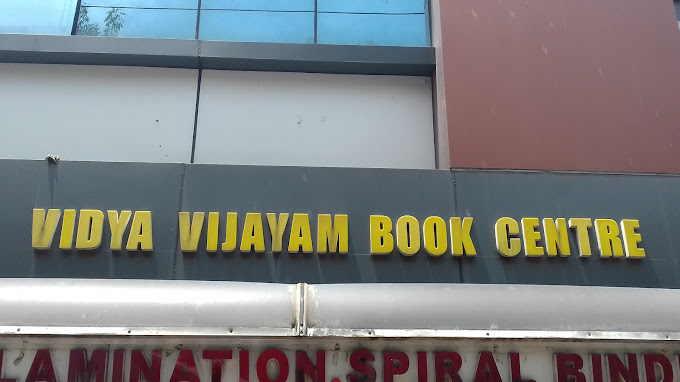 VIDYA VIJAYAM BOOK CENTRE
LAMINATION.SPIRAL